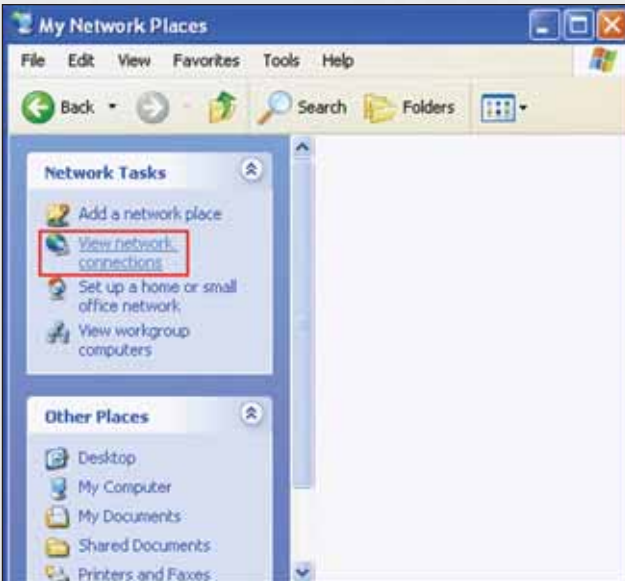 My Network Places
File Edit View Favorites Tools Help
Back Search Folders
Network Tasks
Add a network place
View network
connections
Set up a home or small
office network
View workgroup
computers
Other Places
Desktop
My Computer
My Documents
Shared Documents
Printers and Faxes